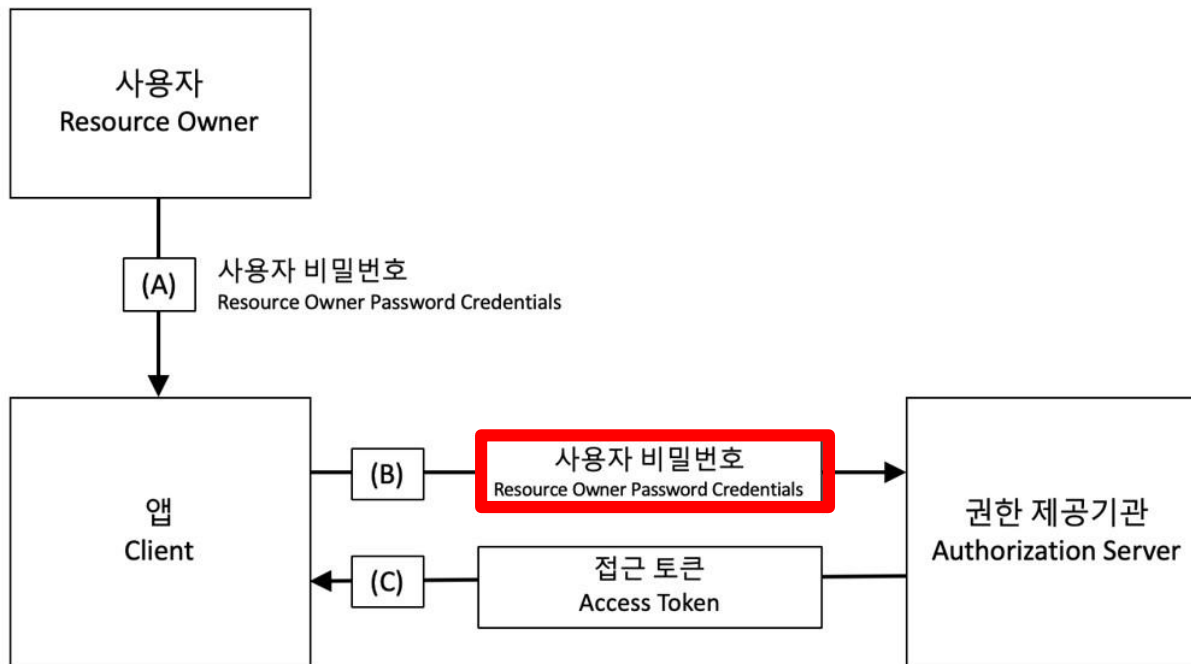 사용자
Resource Owner
(A)
사용자 비밀번호
Resource Owner Password Credentials
앱
Client
(B)
사용자 비밀번호
Resource Owner Password Credentials
권한 제공기관
Authorization Server
(C)
접근 토큰
Access Token